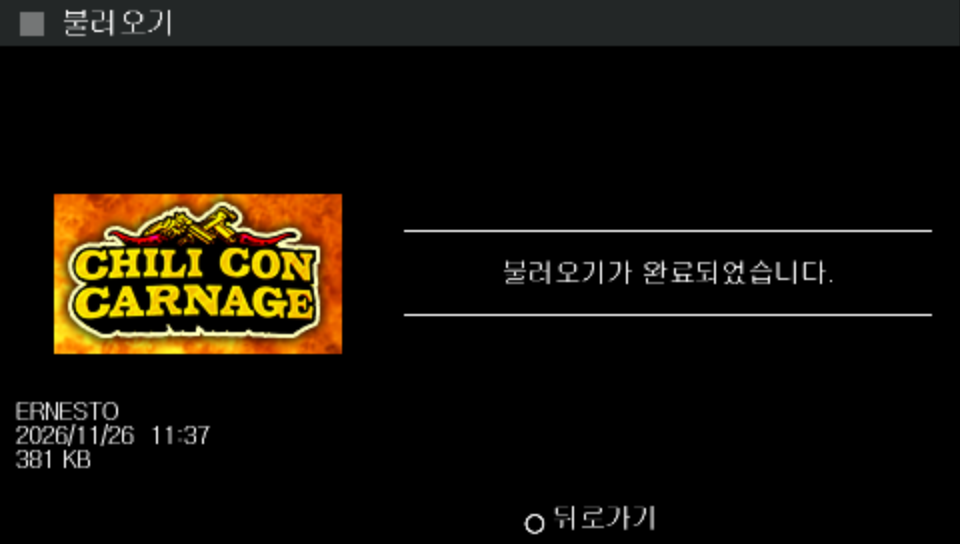 불러오기
CHILI CON
CARNAGE
불러오기가 완료되었습니다.
ERNESTO
2026/11/26 11:37
381 KB
뒤로가기